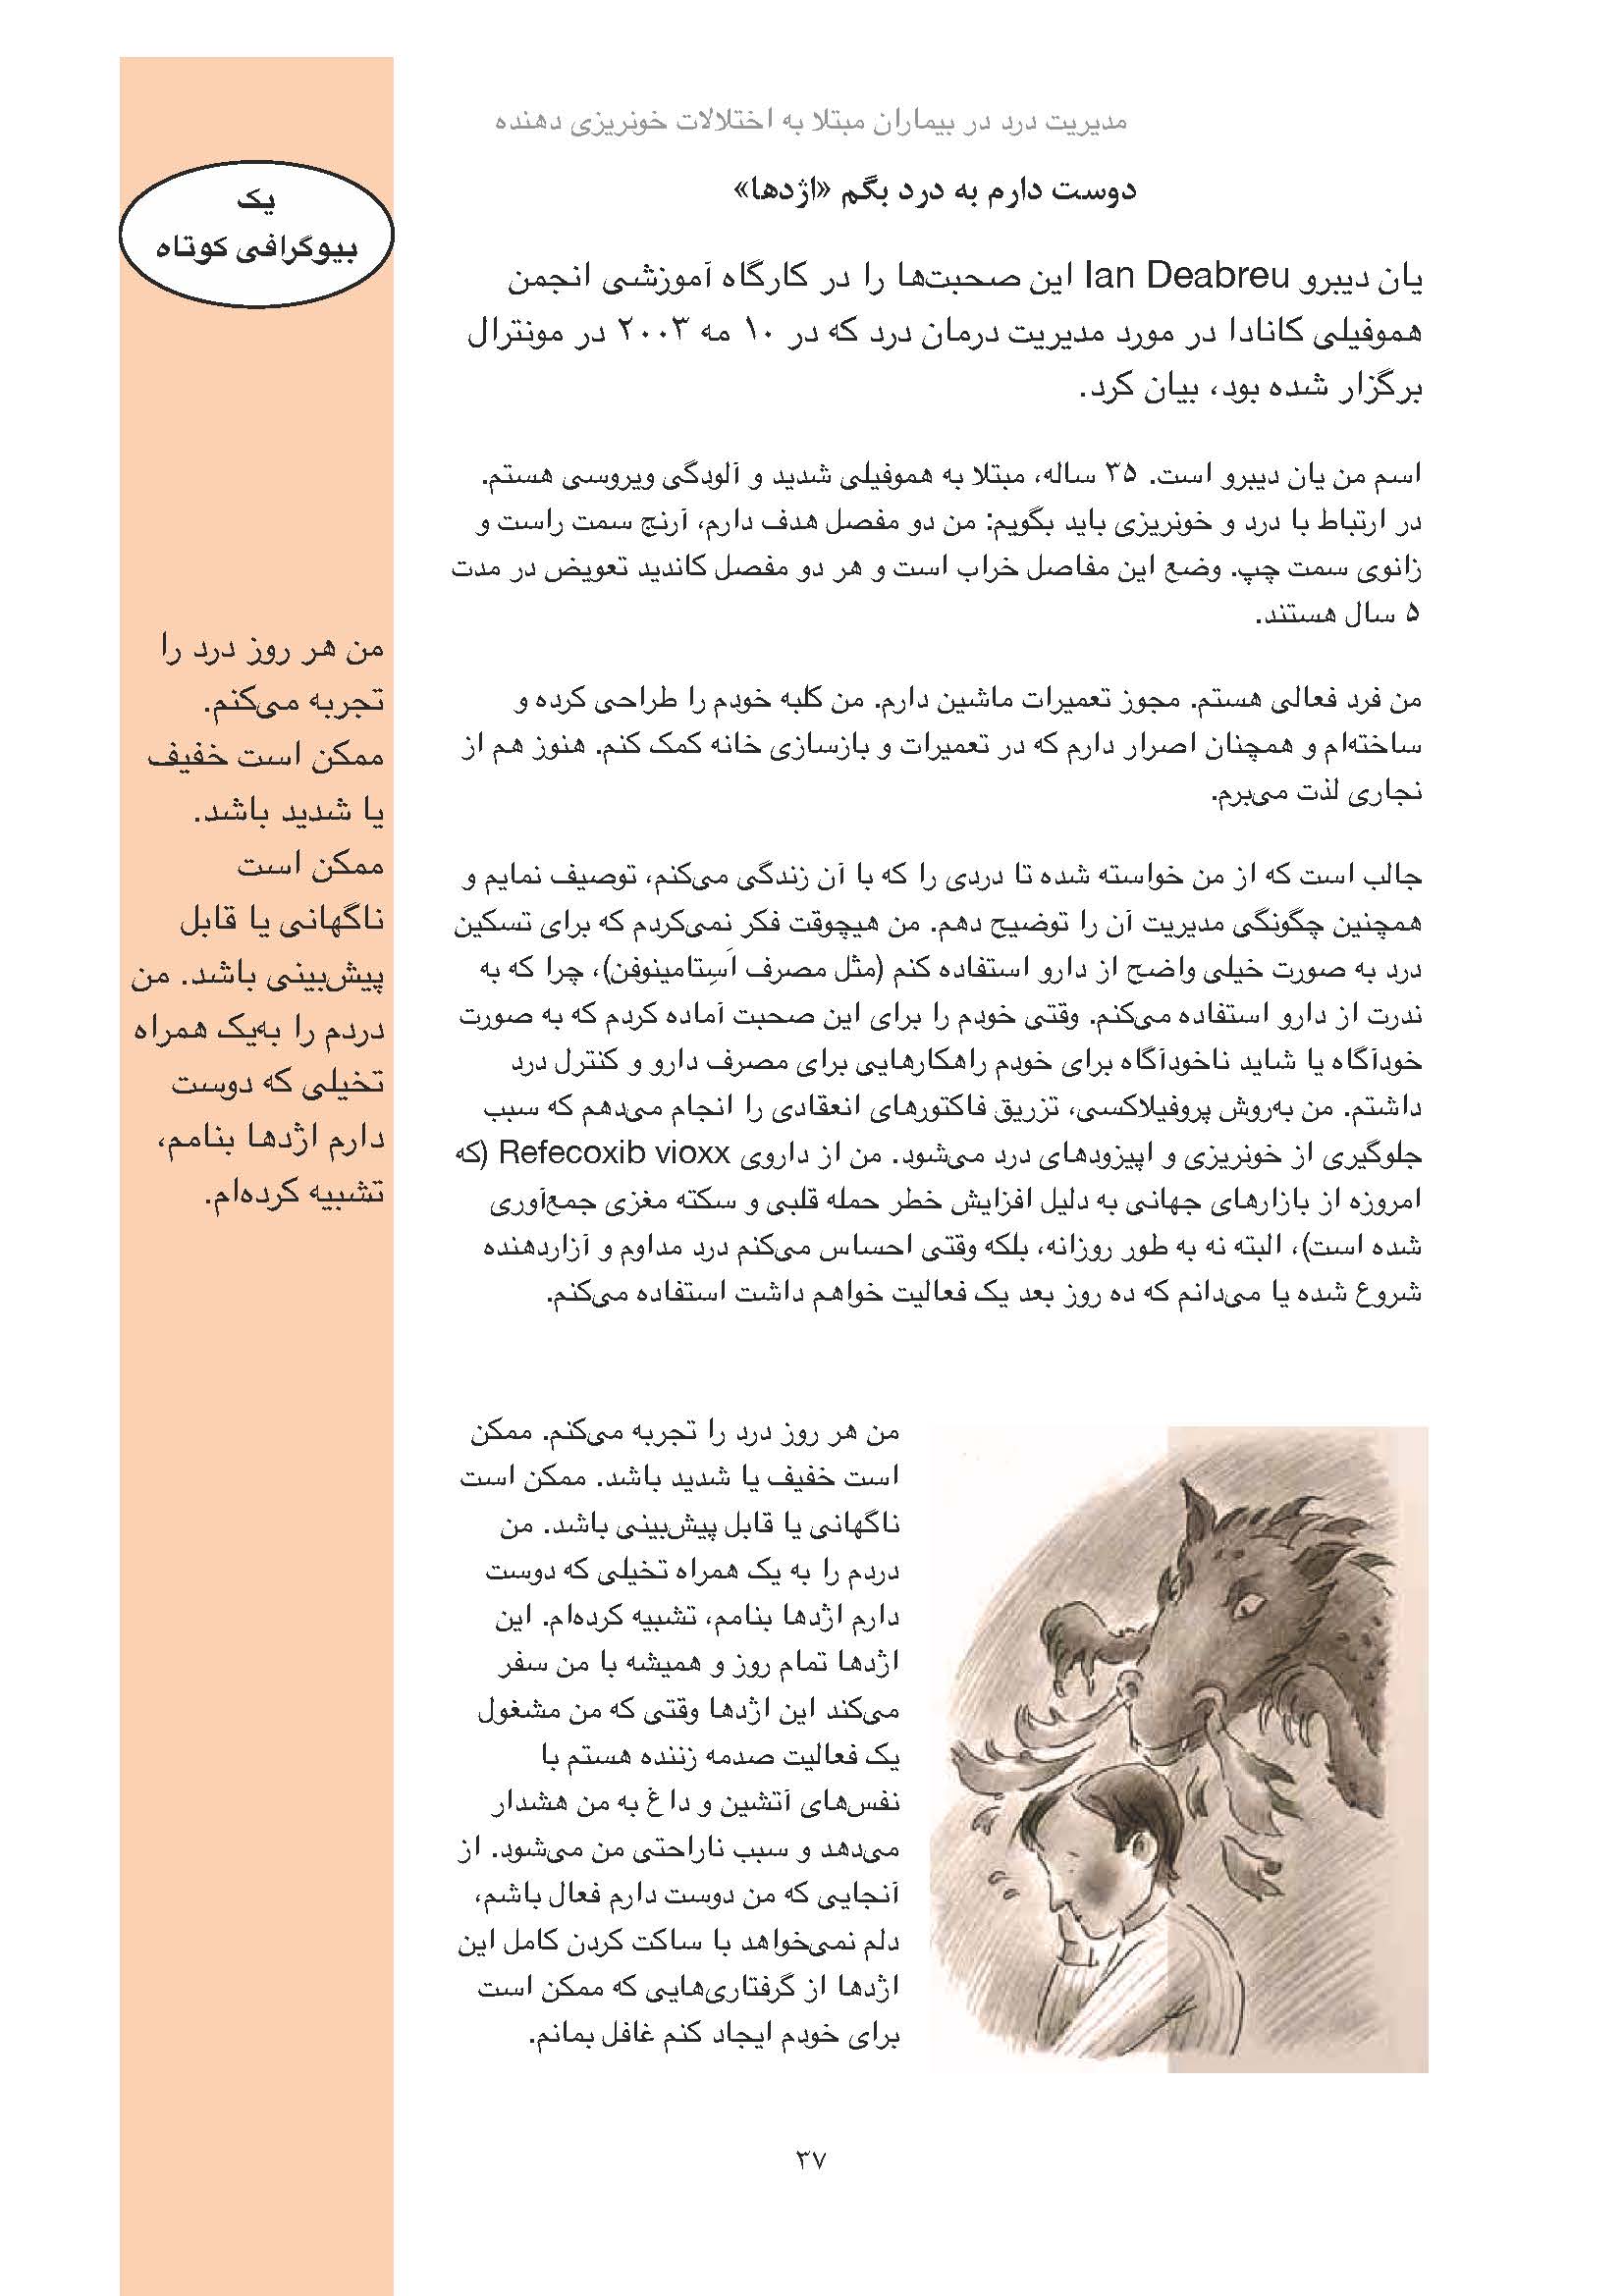 مدیریت درد در بیماران مبتلا به اختلالات خونریزی دهنده
دوست دارم به درد بگم «اژدها»
یک
بیوگرافی کوتاه
یان دیبرو Ian Deabreu این صحبت‌ها را در کارگاه آموزشی انجمن
هموفیلی کانادا در مورد مدیریت درمان درد که در ۱۰ مه ۲۰۰۳ در مونترال
برگزار شده بود، بیان کرد.
اسم من یان دیبرو است. ۳۵ ساله، مبتلا به هموفیلی شدید و آلودگی ویروسی هستم.
در ارتباط با درد و خونریزی باید بگویم: من دو مفصل هدف دارم، آرنج سمت راست و
زانوی سمت چپ. وضع این مفاصل خراب است و هر دو مفصل کاندید تعویض در مدت
۵ سال هستند.
من فرد فعالی هستم. مجوز تعمیرات ماشین دارم. من کلبه خودم را طراحی کرده و
ساخته‌ام و همچنان اصرار دارم که در تعمیرات و بازسازی خانه کمک کنم. هنوز هم از
نجاری لذت می‌برم.
جالب است که از من خواسته شده تا دردی را که با آن زندگی می‌کنم، توصیف نمایم و
همچنین چگونگی مدیریت آن را توضیح دهم. من هیچوقت فکر نمی‌کردم که برای تسکین
درد به صورت خیلی واضح از دارو استفاده کنم (مثل مصرف اَسِتامینوفن)، چرا که به
ندرت از دارو استفاده می‌کنم. وقتی خودم را برای این صحبت آماده کردم که به صورت
خودآگاه یا شاید ناخودآگاه برای خودم راهکارهایی برای مصرف دارو و کنترل درد
داشتم. من به‌روش پروفیلاکسی، تزریق فاکتورهای انعقادی را انجام می‌دهم که سبب
جلوگیری از خونریزی و اپیزودهای درد می‌شود. من از داروی Refecoxib vioxx (که
امروزه از بازارهای جهانی به دلیل افزایش خطر حمله قلبی و سکته مغزی جمع‌آوری
شده است)، البته نه به طور روزانه، بلکه وقتی احساس می‌کنم درد مداوم و آزاردهنده
شروع شده یا می‌دانم که ده روز بعد یک فعالیت خواهم داشت استفاده می‌کنم.
من هر روز درد را تجربه می‌کنم. ممکن
است خفیف یا شدید باشد. ممکن است
ناگهانی یا قابل پیش‌بینی باشد. من
دردم را به یک همراه تخیلی که دوست
دارم اژدها بنامم، تشبیه کرده‌ام. این
اژدها تمام روز و همیشه با من سفر
می‌کند این اژدها وقتی که من مشغول
یک فعالیت صدمه زننده هستم با
نفس‌های آتشین و داغ به من هشدار
می‌دهد و سبب ناراحتی من می‌شود. از
آنجایی که من دوست دارم فعال باشم،
دلم نمی‌خواهد با ساکت کردن کامل این
اژدها از گرفتاری‌هایی که ممکن است
برای خودم ایجاد کنم غافل بمانم.
من هر روز درد را
تجربه می‌کنم.
ممکن است خفیف
یا شدید باشد.
ممکن است
ناگهانی یا قابل
پیش‌بینی باشد. من
دردم را به‌یک همراه
تخیلی که دوست
دارم اژدها بنامم،
تشبیه کرده‌ام.
۳۷